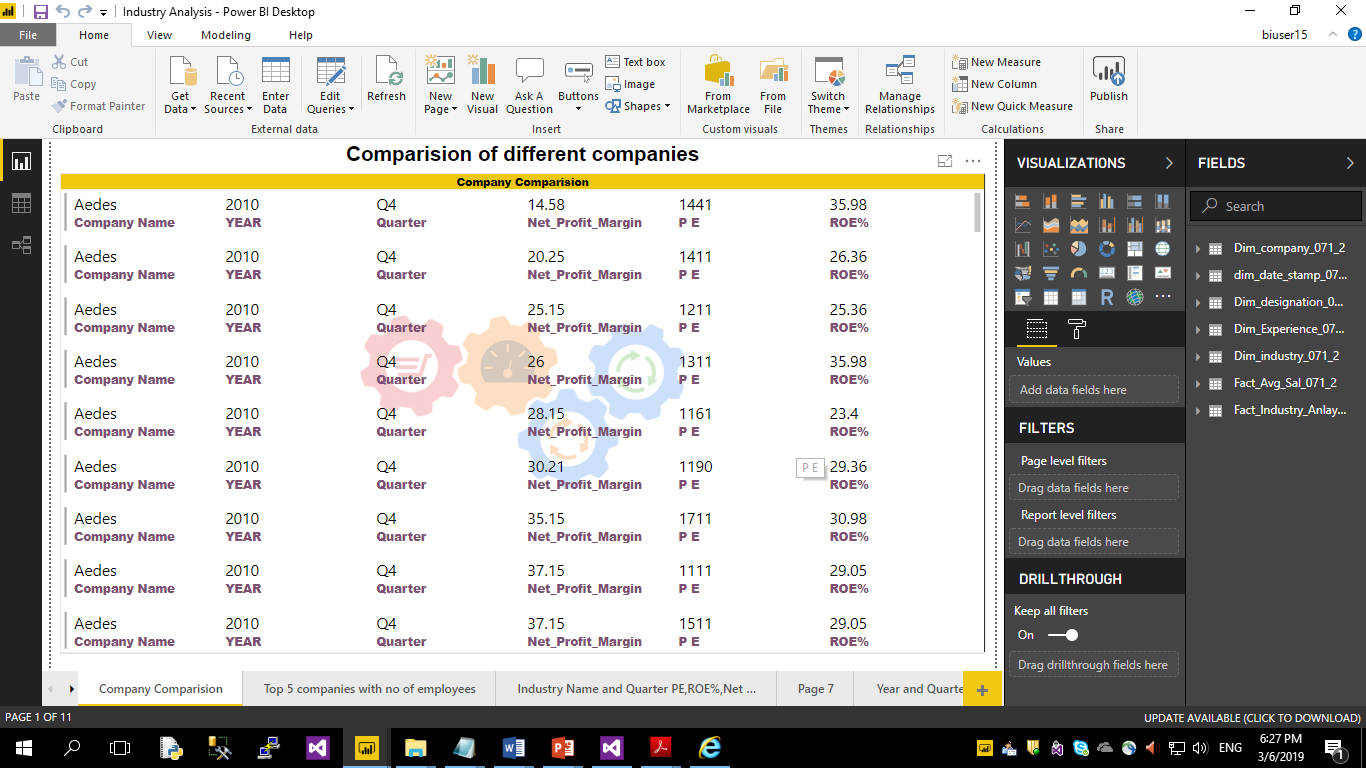 Industry Analysis - Power BI Desktop
File Home View Modeling Help biuser15
Paste
Cut
Copy
Format Painter
Clipboard
Get Data
Recent Sources
Enter Data
Edit Queries
Refresh
External data
New Page
New Visual
Ask A Question
Buttons
Text box
Image
Shapes
Insert
From Marketplace
From File
Custom visuals
Switch Theme
Themes
Manage Relationships
Relationships
New Measure
New Column
New Quick Measure
Calculations
Publish
Share
Comparision of different companies
Company Comparision
Aedes 2010 Q4 14.58 1441 35.98
Company Name YEAR Quarter Net_Profit_Margin P E ROE%
Aedes 2010 Q4 20.25 1411 26.36
Company Name YEAR Quarter Net_Profit_Margin P E ROE%
Aedes 2010 Q4 25.15 1211 25.36
Company Name YEAR Quarter Net_Profit_Margin P E ROE%
Aedes 2010 Q4 26 1311 35.98
Company Name YEAR Quarter Net_Profit_Margin P E ROE%
Aedes 2010 Q4 28.15 1161 23.4
Company Name YEAR Quarter Net_Profit_Margin P E ROE%
Aedes 2010 Q4 30.21 1190 29.36
P E
Company Name YEAR Quarter Net_Profit_Margin P E ROE%
Aedes 2010 Q4 35.15 1711 30.98
Company Name YEAR Quarter Net_Profit_Margin P E ROE%
Aedes 2010 Q4 37.15 1111 29.05
Company Name YEAR Quarter Net_Profit_Margin P E ROE%
Aedes 2010 Q4 37.15 1511 29.05
Company Name YEAR Quarter Net_Profit_Margin P E ROE%
VISUALIZATIONS
R
Values
Add data fields here
FILTERS
Page level filters
Drag data fields here
Report level filters
Drag data fields here
DRILLTHROUGH
Keep all filters
On
Drag drillthrough fields here
FIELDS
Search
Dim_company_071_2
dim_date_stamp_07...
Dim_designation_0...
Dim_Experience_07...
Dim_industry_071_2
Fact_Avg_Sal_071_2
Fact_Industry_Anlay...
Company Comparision Top 5 companies with no of employees Industry Name and Quarter PE,ROE%,Net ... Page 7 Year and Quarte +
PAGE 1 OF 11 UPDATE AVAILABLE (CLICK TO DOWNLOAD)
ENG
6:27 PM
3/6/2019
1